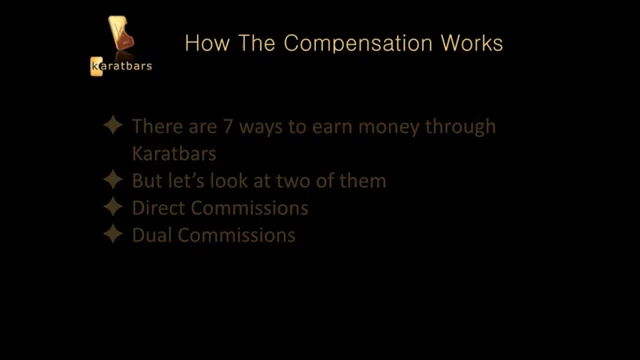 karatbars
How The Compensation Works
There are 7 ways to earn money through
Karatbars
But let's look at two of them
Direct Commissions
Dual Commissions